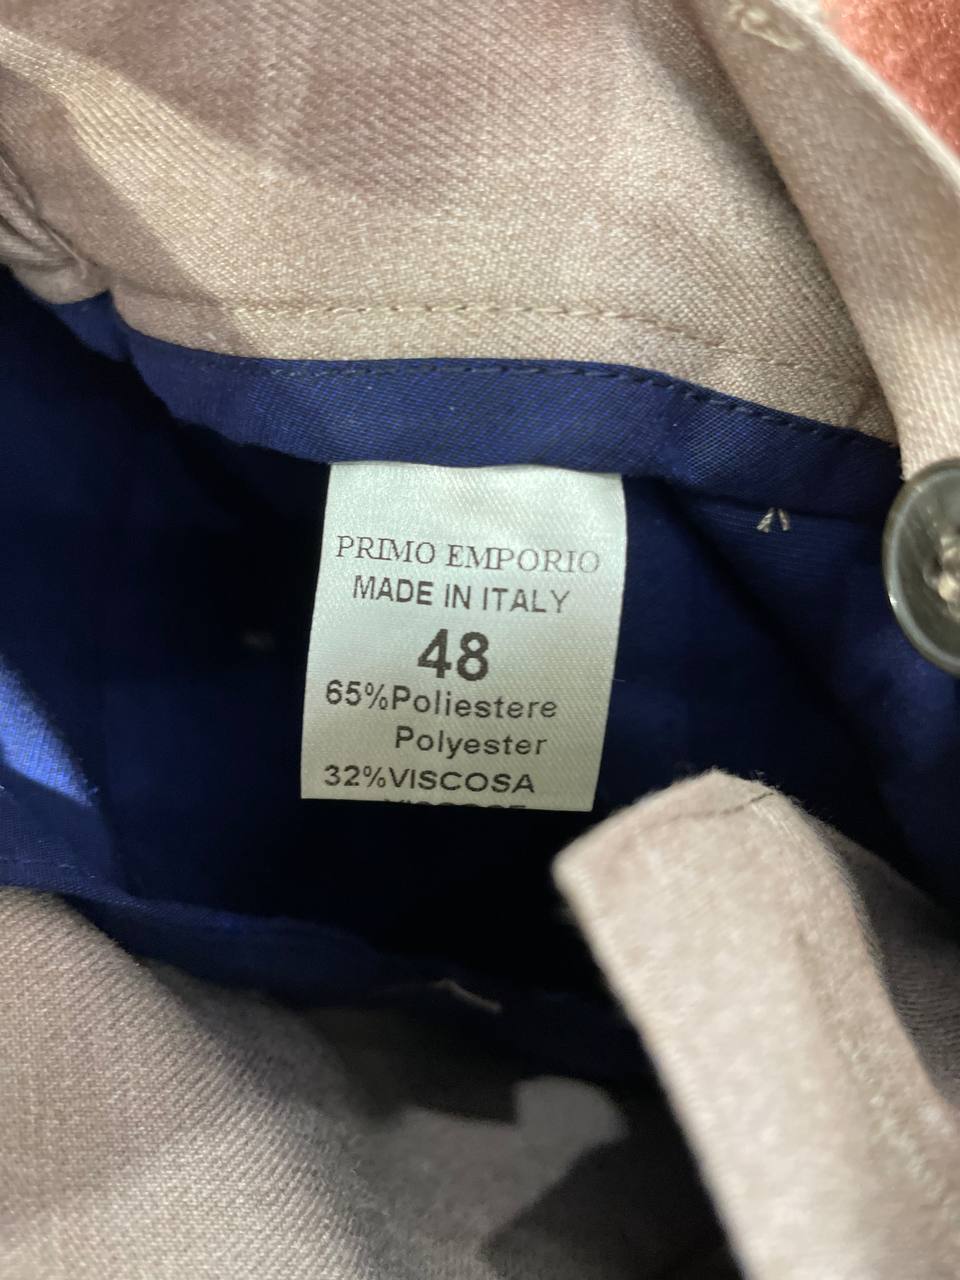 PRIMO EMPORIO
MADE IN ITALY
48
65%Poliestere
Polyester
32%VISCOSA